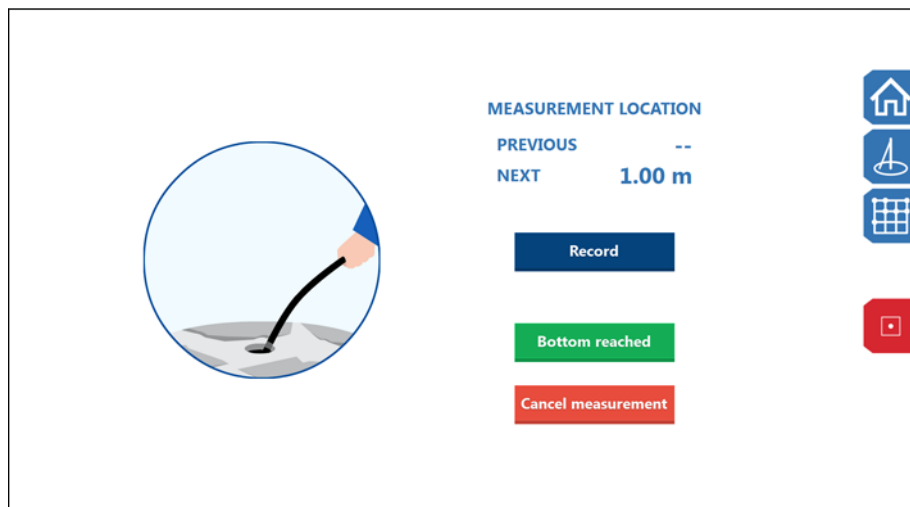 MEASUREMENT LOCATION
PREVIOUS --
NEXT 1.00 m
Record
Bottom reached
Cancel measurement